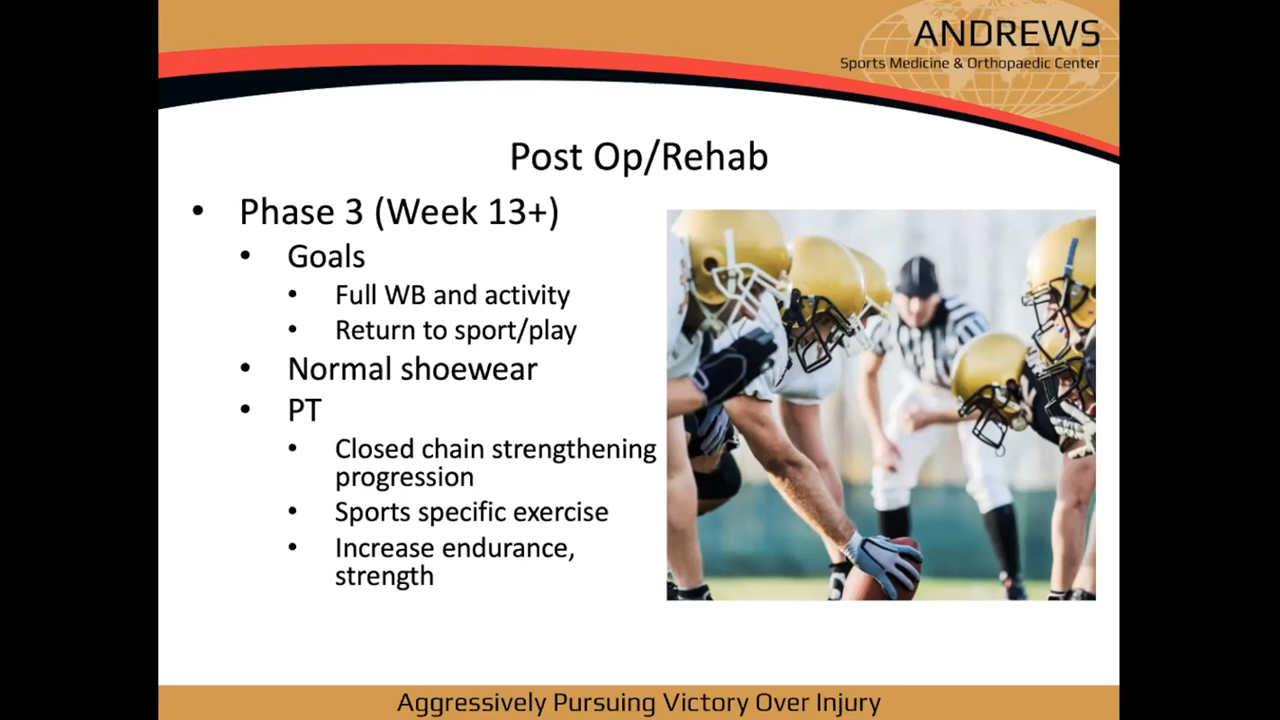 ANDREWS
Sports Medicine & Orthopaedic Center
Post Op/Rehab
• Phase 3 (Week 13+)
• Goals
• Full WB and activity
• Return to sport/play
• Normal shoewear
• PT
• Closed chain strengthening
progression
• Sports specific exercise
• Increase endurance,
strength
Aggressively Pursuing Victory Over Injury